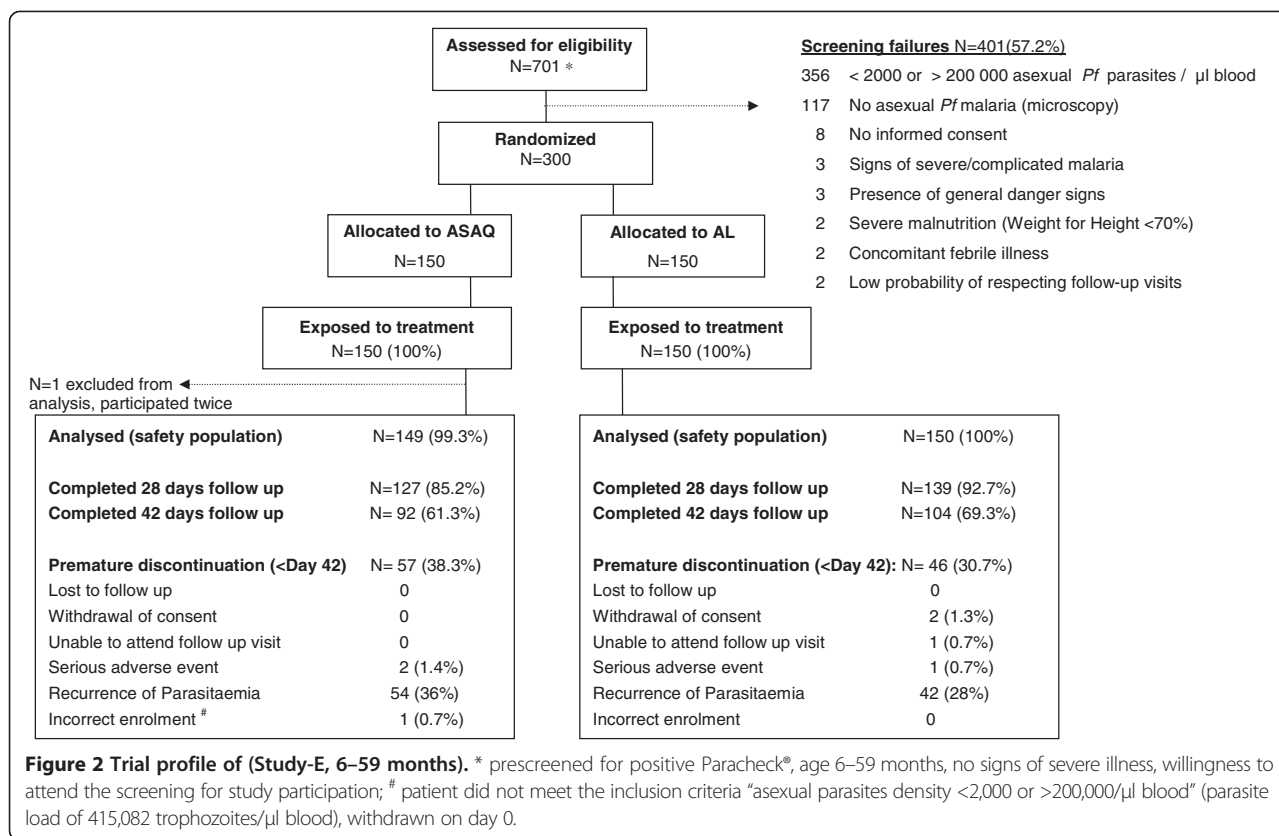 Assessed for eligibility
N=701 *
Screening failures N=401(57.2%)
356 < 2000 or > 200 000 asexual Pf parasites / µl blood
117 No asexual Pf malaria (microscopy)
8 No informed consent
3 Signs of severe/complicated malaria
3 Presence of general danger signs
2 Severe malnutrition (Weight for Height <70%)
2 Concomitant febrile illness
2 Low probability of respecting follow-up visits
Randomized
N=300
Allocated to ASAQ
N=150
Allocated to AL
N=150
Exposed to treatment
N=150 (100%)
Exposed to treatment
N=150 (100%)
N=1 excluded from
analysis, participated twice
Analysed (safety population) N=149 (99.3%)
Completed 28 days follow up N=127 (85.2%)
Completed 42 days follow up N= 92 (61.3%)
Premature discontinuation (<Day 42) N= 57 (38.3%)
Lost to follow up 0
Withdrawal of consent 0
Unable to attend follow up visit 0
Serious adverse event 2 (1.4%)
Recurrence of Parasitaemia 54 (36%)
Incorrect enrolment # 1 (0.7%)
Analysed (safety population) N=150 (100%)
Completed 28 days follow up N=139 (92.7%)
Completed 42 days follow up N=104 (69.3%)
Premature discontinuation (<Day 42): N= 46 (30.7%)
Lost to follow up 0
Withdrawal of consent 2 (1.3%)
Unable to attend follow up visit 1 (0.7%)
Serious adverse event 1 (0.7%)
Recurrence of Parasitaemia 42 (28%)
Incorrect enrolment 0
Figure 2 Trial profile of (Study-E, 6–59 months). * prescreened for positive Paracheck®, age 6–59 months, no signs of severe illness, willingness to
attend the screening for study participation; # patient did not meet the inclusion criteria “asexual parasites density <2,000 or >200,000/µl blood” (parasite
load of 415,082 trophozoites/µl blood), withdrawn on day 0.